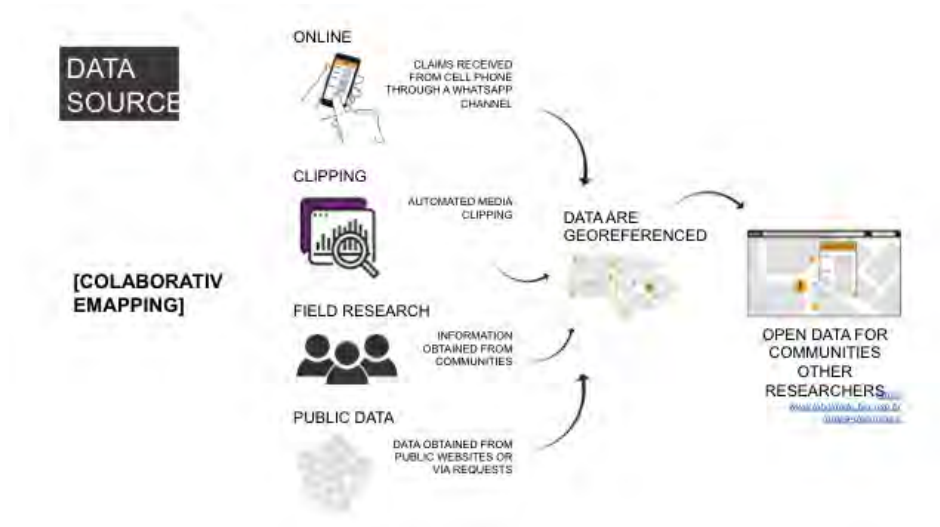 DATA
SOURCE
[COLABORATIV
EMAPPING]
ONLINE
CLAIMS RECEIVED
FROM CELL PHONE
THROUGH A WHATSAPP
CHANNEL
CLIPPING
AUTOMATED MEDIA
CLIPPING
FIELD RESEARCH
INFORMATION
OBTAINED FROM
COMMUNITIES
PUBLIC DATA
DATA OBTAINED FROM
PUBLIC WEBSITES OR
VIA REQUESTS
DATA ARE
GEOREFERENCED
OPEN DATA FOR
COMMUNITIES
OTHER
RESEARCHERS